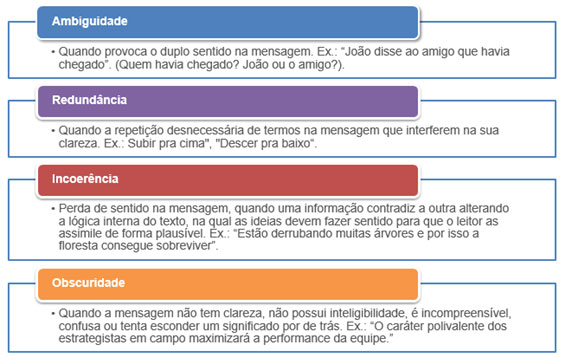 Ambiguidade
• Quando provoca o duplo sentido na mensagem. Ex.: “João disse ao amigo que havia
chegado”. (Quem havia chegado? João ou o amigo?).
Redundância
• Quando a repetição desnecessária de termos na mensagem que interferem na sua
clareza. Ex.: Subir pra cima", "Descer pra baixo”.
Incoerência
• Perda de sentido na mensagem, quando uma informação contradiz a outra alterando
a lógica interna do texto, na qual as ideias devem fazer sentido para que o leitor as
assimile de forma plausível. Ex.: “Estão derrubando muitas árvores e por isso a
floresta consegue sobreviver”.
Obscuridade
• Quando a mensagem não tem clareza, não possui inteligibilidade, é incompreensível,
confusa ou tenta esconder um significado por de trás. Ex.: “O caráter polivalente dos
estrategistas em campo maximizará a performance da equipe.”